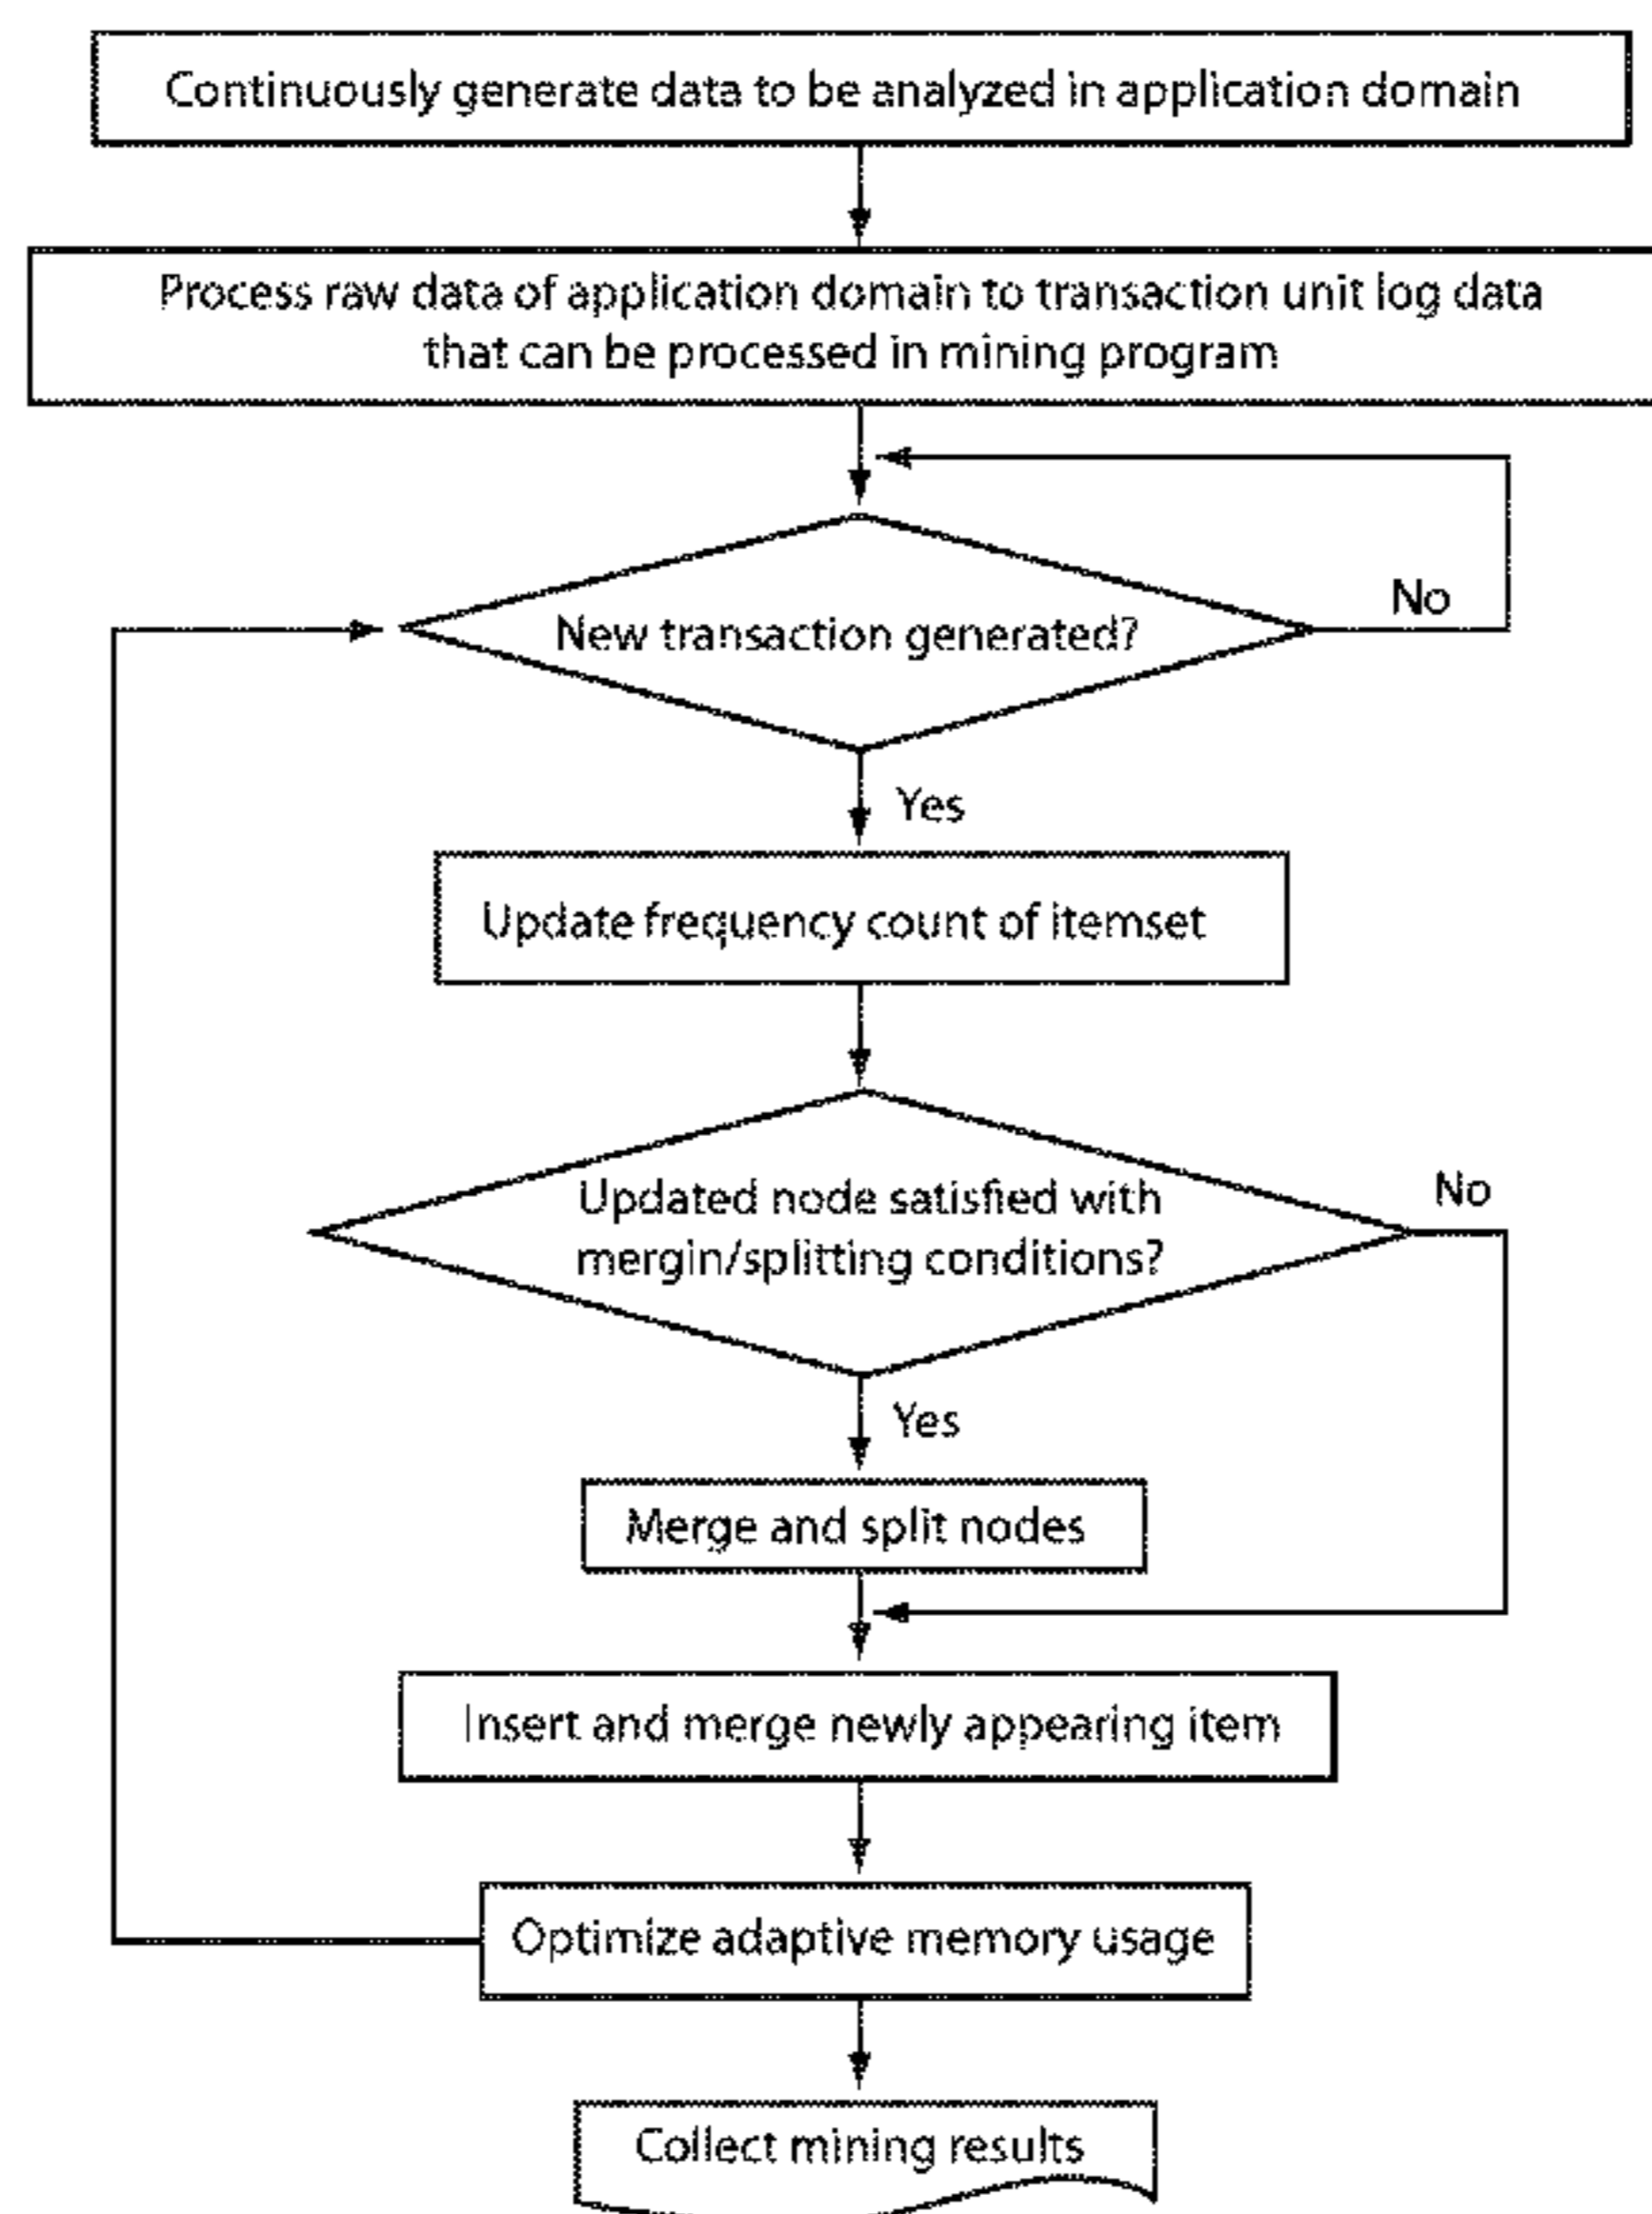 Continuously generate data to be analyzed in application domain
Process raw data of application domain to transaction unit log data
that can be processed in mining program
No
New transaction generated?
Yes
Update frequency count of itemset
No
Updated node satisfied with
mergin/splitting conditions?
Yes
Merge and split nodes
Insert and merge newly appearing item
Optimize adaptive memory usage
Collect mining results